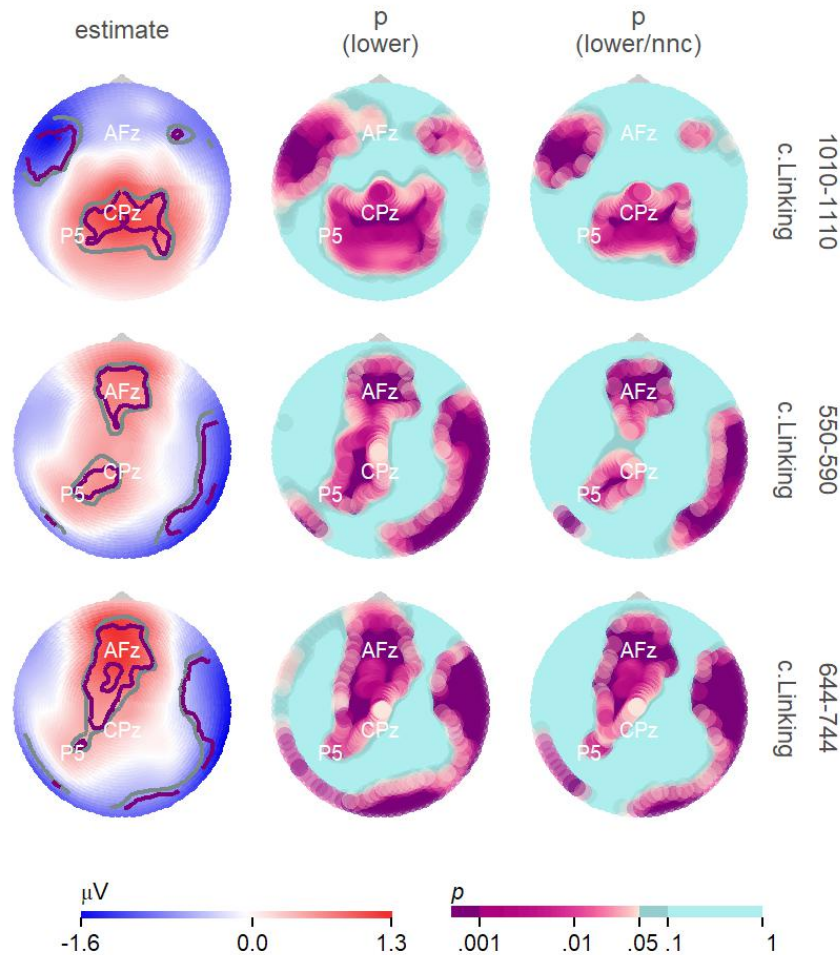 estimate
p
(lower)
p
(lower/nnc)
AFz
CPz
P5
AFz
CPz
P5
AFz
CPz
P5
1010-1110
c.Linking
AFz
CPz
P5
AFz
CPz
P5
AFz
CPz
P5
550-590
c.Linking
AFz
CPz
P5
AFz
CPz
P5
AFz
CPz
P5
644-744
c.Linking
μV
-1.6 0.0 1.3
p
.001 .01 .05 .1 1